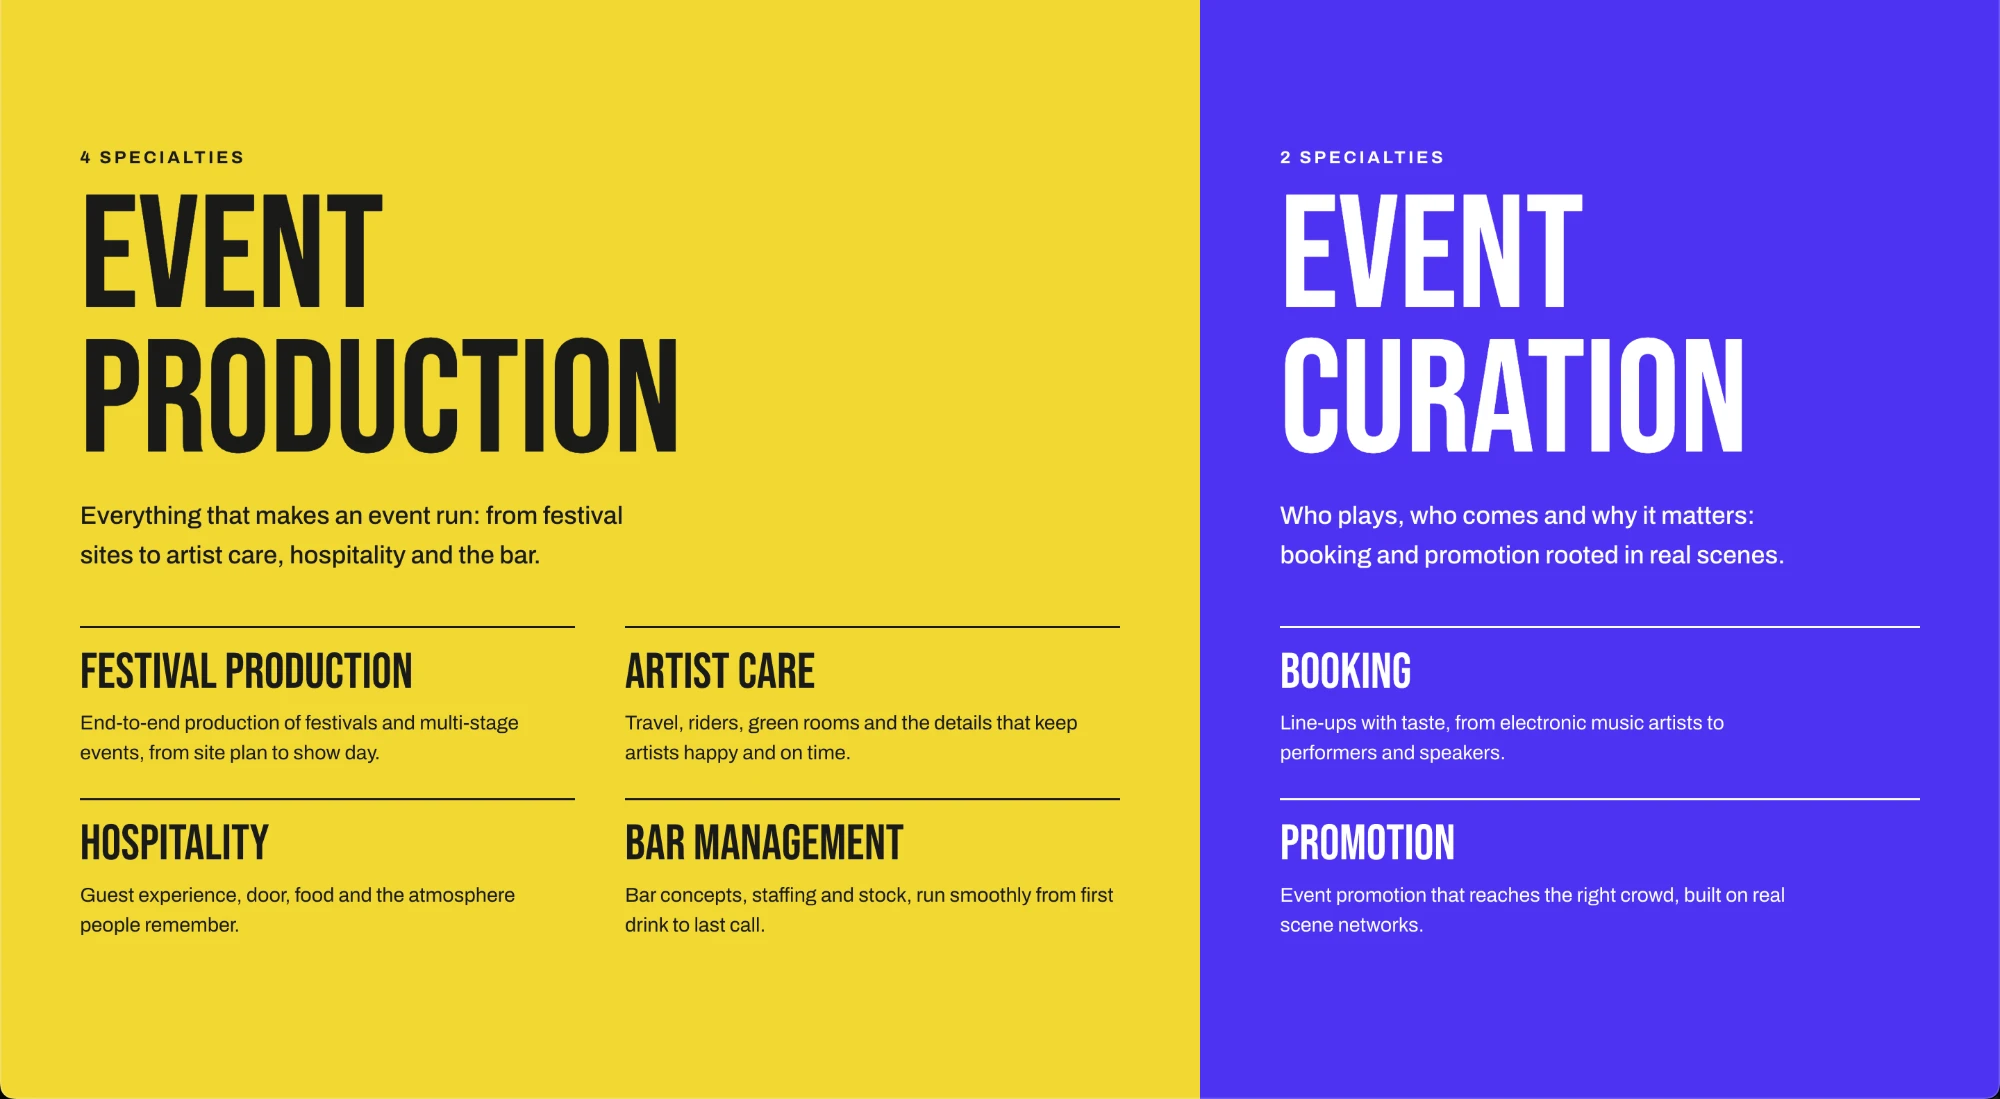 4 SPECIALTIES
EVENT
PRODUCTION
Everything that makes an event run: from festival
sites to artist care, hospitality and the bar.
FESTIVAL PRODUCTION
End-to-end production of festivals and multi-stage
events, from site plan to show day.
ARTIST CARE
Travel, riders, green rooms and the details that keep
artists happy and on time.
HOSPITALITY
Guest experience, door, food and the atmosphere
people remember.
BAR MANAGEMENT
Bar concepts, staffing and stock, run smoothly from first
drink to last call.
2 SPECIALTIES
EVENT
CURATION
Who plays, who comes and why it matters:
booking and promotion rooted in real scenes.
BOOKING
Line-ups with taste, from electronic music artists to
performers and speakers.
PROMOTION
Event promotion that reaches the right crowd, built on real
scene networks.